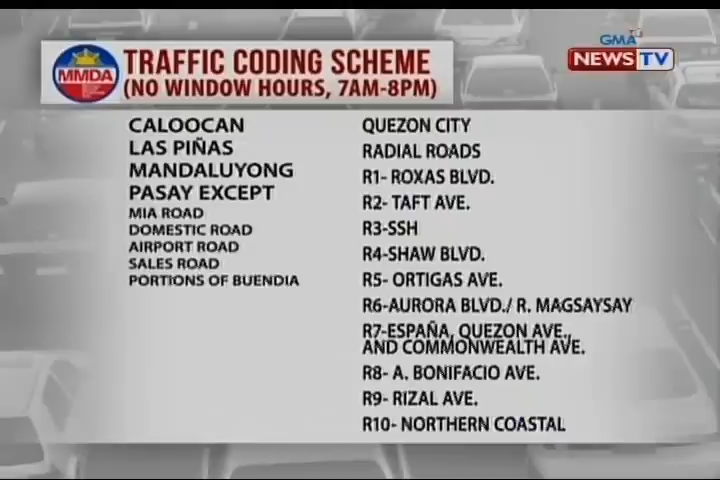 MMDA
TRAFFIC CODING SCHEME
(NO WINDOW HOURS, 7AM-8PM)
GMA
NEWS TV
CALOOCAN
LAS PIÑAS
MANDALUYONG
PASAY EXCEPT
MIA ROAD
DOMESTIC ROAD
AIRPORT ROAD
SALES ROAD
PORTIONS OF BUENDIA
QUEZON CITY
RADIAL ROADS
R1- ROXAS BLVD.
R2- TAFT AVE.
R3-SSH
R4-SHAW BLVD.
R5- ORTIGAS AVE.
R6-AURORA BLVD./ R. MAGSAYSAY
R7-ESPAÑA, QUEZON AVE.,
AND COMMONWEALTH AVE.
R8- A. BONIFACIO AVE.
R9- RIZAL AVE.
R10- NORTHERN COASTAL